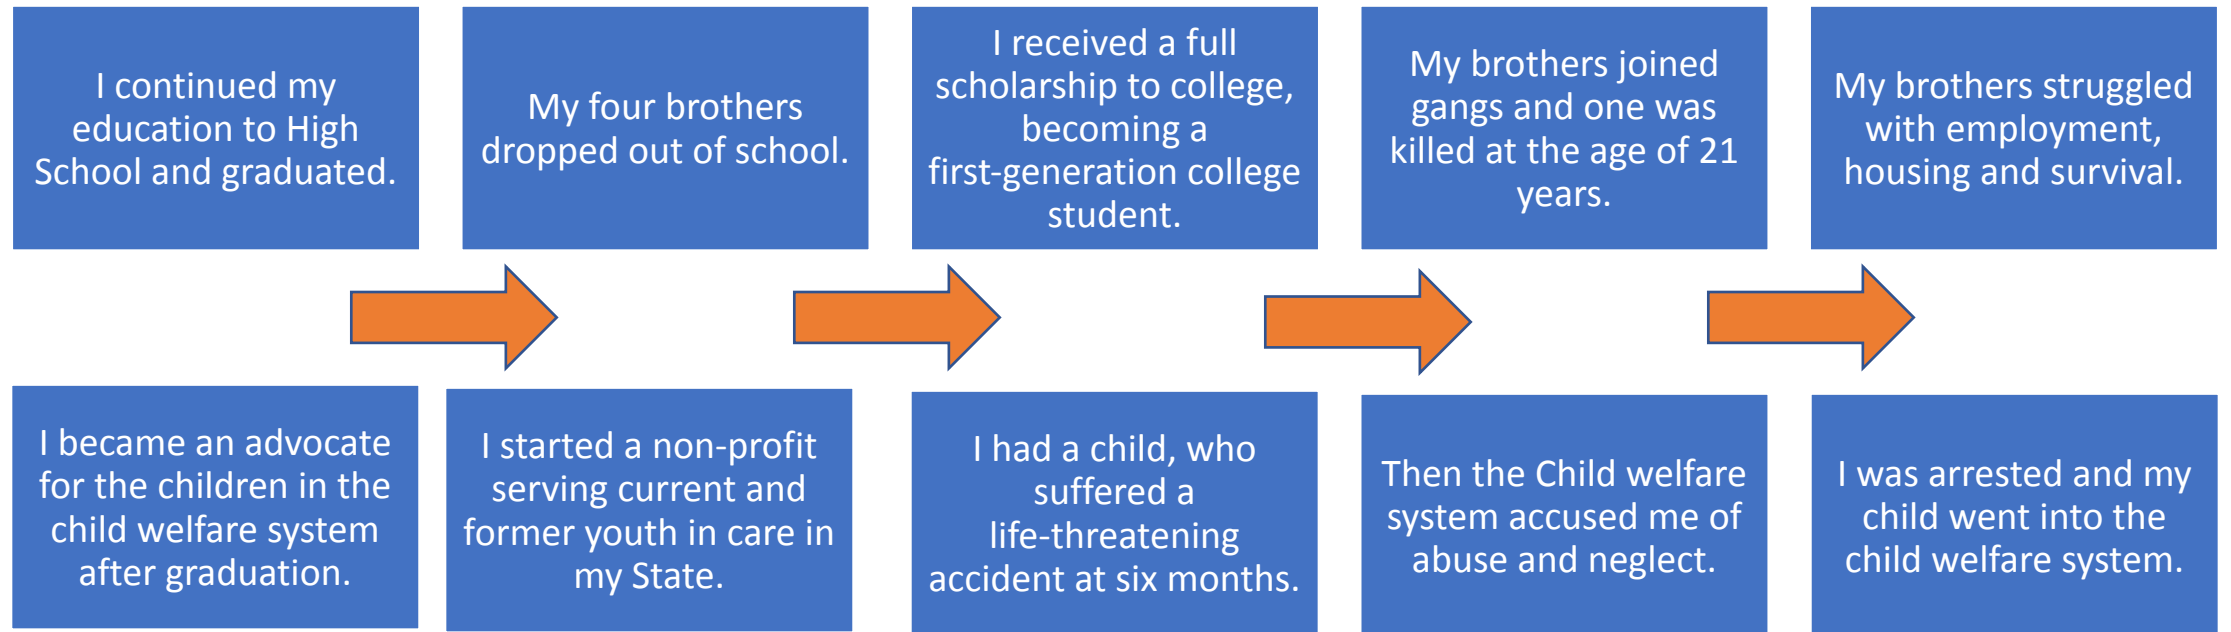 I continued my
education to High
School and graduated.
My four brothers
dropped out of school.
I received a full
scholarship to college,
becoming a
first-generation college
student.
My brothers joined
gangs and one was
killed at the age of 21
years.
My brothers struggled
with employment,
housing and survival.
I became an advocate
for the children in the
child welfare system
after graduation.
I started a non-profit
serving current and
former youth in care in
my State.
I had a child, who
suffered a
life-threatening
accident at six months.
Then the Child welfare
system accused me of
abuse and neglect.
I was arrested and my
child went into the
child welfare system.